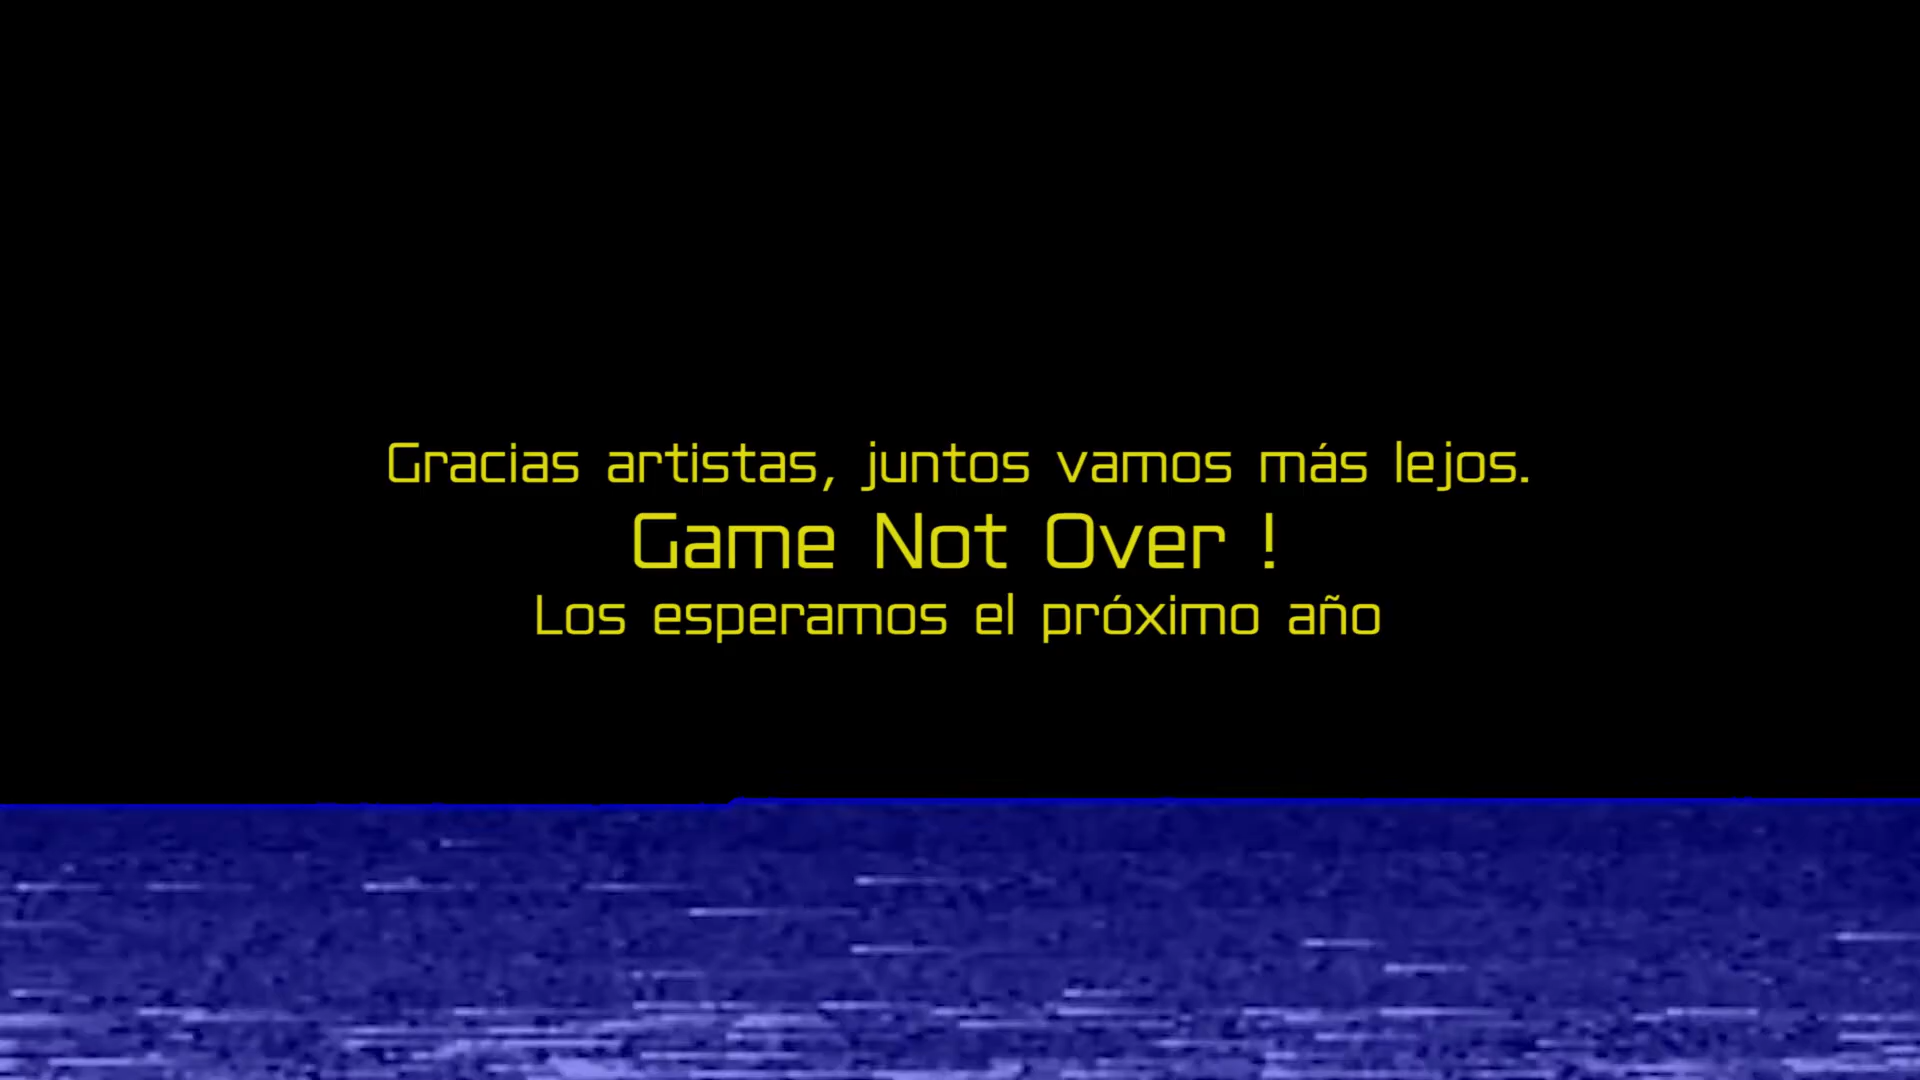 Gracias artistas, juntos vamos más lejos.
Game Not Over !
Los esperamos el próximo año